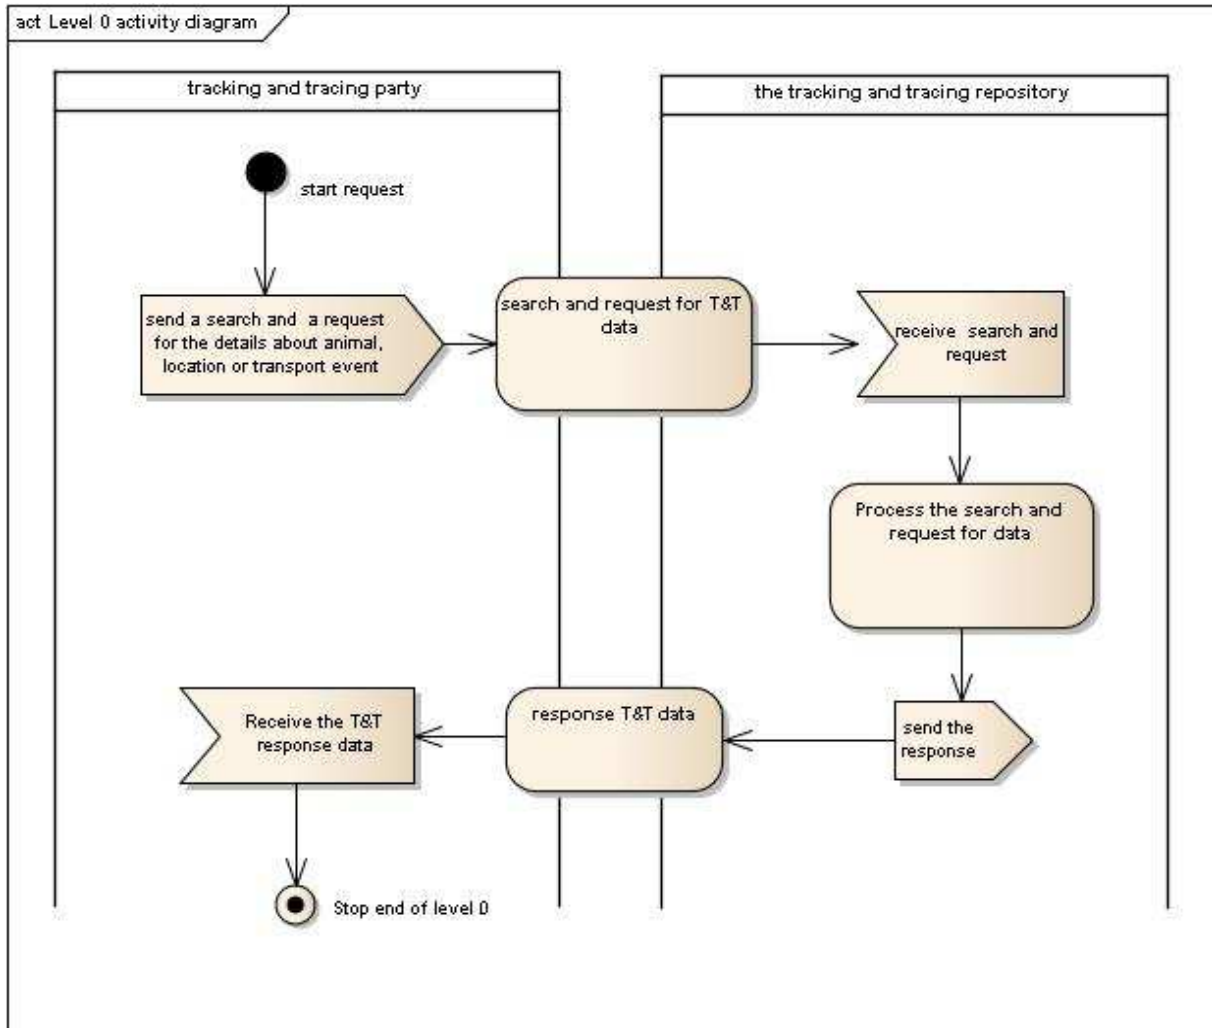 act Level 0 activity diagram
tracking and tracing party
the tracking and tracing repository
start request
send a search and a request
for the details about animal,
location or transport event
search and request for T&T
data
receive search and
request
Process the search and
request for data
send the
response
response T&T data
Receive the T&T
response data
Stop end of level 0